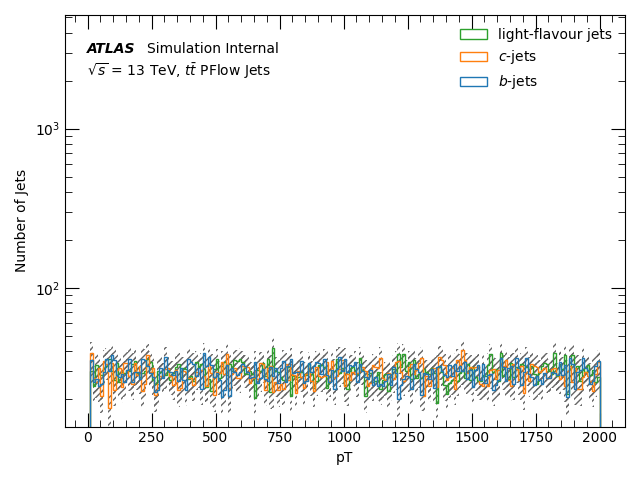 ATLAS Simulation Internal
√s = 13 TeV, tt̄ PFlow Jets
light-flavour jets
c-jets
b-jets
Number of Jets
10³
10²
0 250 500 750 1000 1250 1500 1750 2000
pT